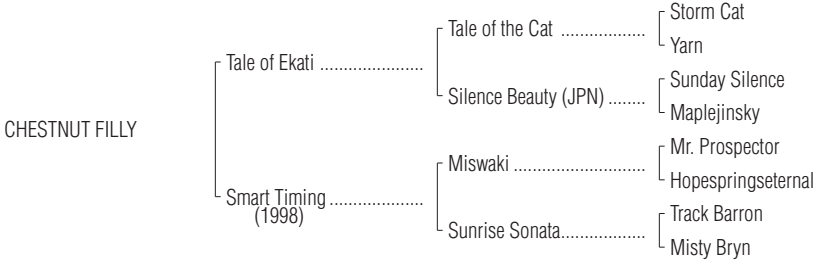 Storm Cat
Tale of the Cat ...................
Yarn
Tale of Ekati ......................
Sunday Silence
Silence Beauty (JPN) ........
Maplejinsky
CHESTNUT FILLY
Mr. Prospector
Miswaki ............................
Hopespringseternal
Smart Timing ....................
(1998)
Track Barron
Sunrise Sonata..................
Misty Bryn